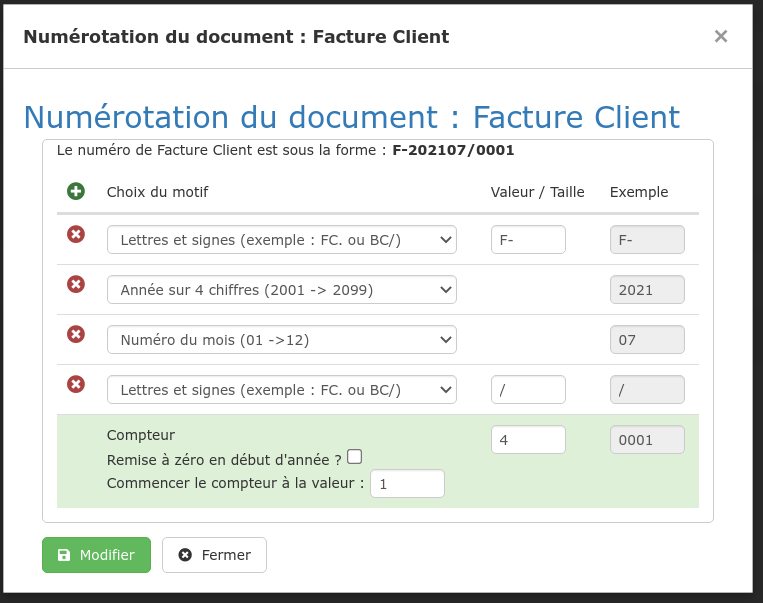 Numérotation du document : Facture Client ×
Numérotation du document : Facture Client
Le numéro de Facture Client est sous la forme : F-202107/0001
Choix du motif Valeur / Taille Exemple
Lettres et signes (exemple : FC. ou BC/) F- F-
Année sur 4 chiffres (2001 -> 2099) 2021
Numéro du mois (01 ->12) 07
Lettres et signes (exemple : FC. ou BC/) / /
Compteur 4 0001
Remise à zéro en début d'année ?
Commencer le compteur à la valeur : 1
Modifier Fermer